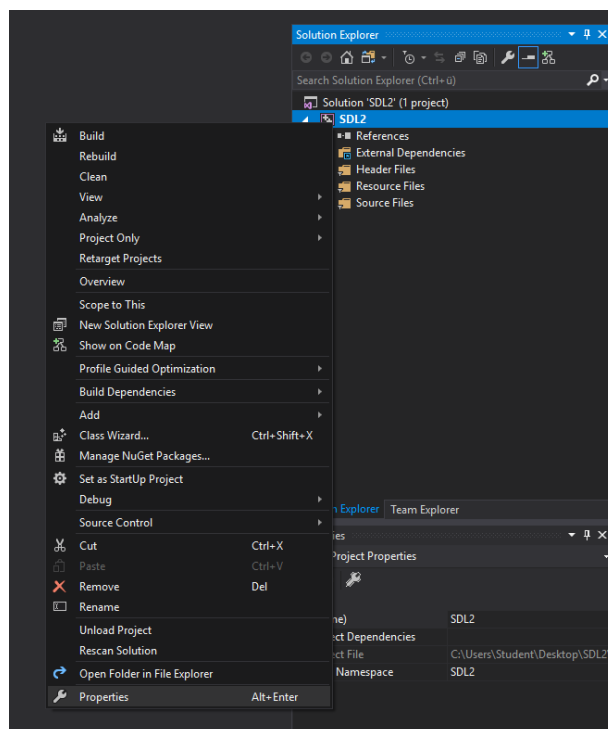 Solution Explorer
Search Solution Explorer (Ctrl+ü)
Solution 'SDL2' (1 project)
SDL2
References
External Dependencies
Header Files
Resource Files
Source Files
Build
Rebuild
Clean
View
Analyze
Project Only
Retarget Projects
Overview
Scope to This
New Solution Explorer View
Show on Code Map
Profile Guided Optimization
Build Dependencies
Add
Class Wizard... Ctrl+Shift+X
Manage NuGet Packages...
Set as StartUp Project
Debug
Source Control
Cut Ctrl+X
Paste Ctrl+V
Remove Del
Rename
Unload Project
Rescan Solution
Open Folder in File Explorer
Properties Alt+Enter
Explorer Team Explorer
Project Properties
SDL2
Dependencies
File C:\Users\Student\Desktop\SDL2
Namespace SDL2